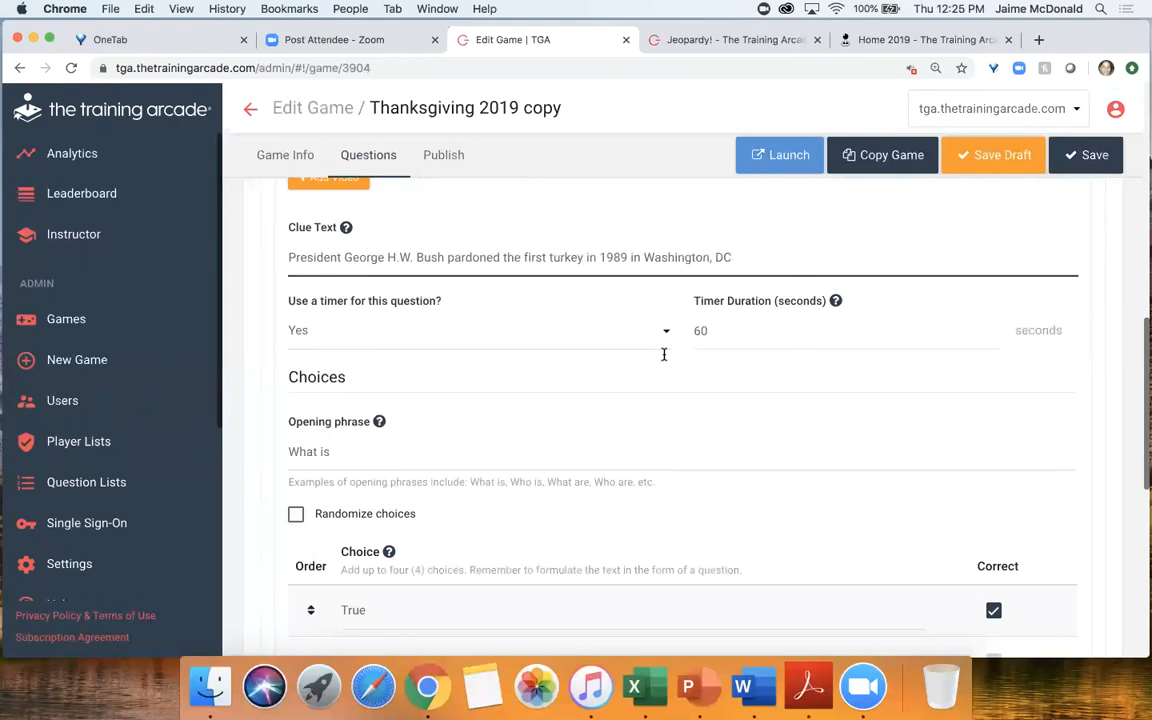 Chrome File Edit View History Bookmarks People Tab Window Help 100% Thu 12:25 PM Jaime McDonald
OneTab Post Attendee - Zoom Edit Game | TGA Jeopardy! - The Training Arca Home 2019 - The Training Arc
tga.thetrainingarcade.com/admin/#!/game/3904
the training arcade Edit Game / Thanksgiving 2019 copy tga.thetrainingarcade.com
Analytics
Leaderboard
Instructor
ADMIN
Games
New Game
Users
Player Lists
Question Lists
Single Sign-On
Settings
Privacy Policy & Terms of Use
Subscription Agreement
Game Info Questions Publish Launch Copy Game Save Draft Save
Add Video
Clue Text
President George H.W. Bush pardoned the first turkey in 1989 in Washington, DC
Use a timer for this question? Timer Duration (seconds)
Yes 60 seconds
Choices
Opening phrase
What is
Examples of opening phrases include: What is, Who is, What are, Who are, etc.
Randomize choices
Order Choice Correct
Add up to four (4) choices. Remember to formulate the text in the form of a question.
True